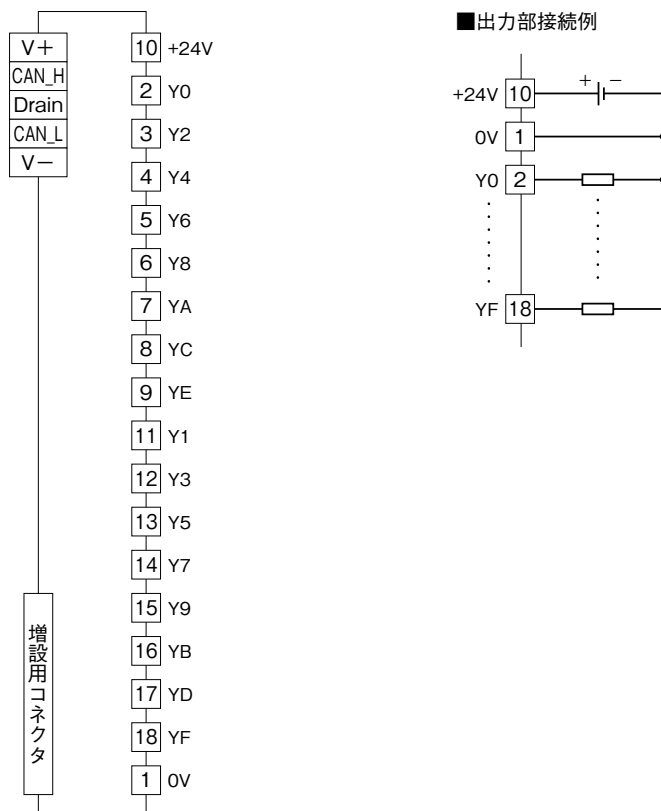 V+
CAN_H
Drain
CAN_L
V−
増設用コネクタ
10 +24V
2 Y0
3 Y2
4 Y4
5 Y6
6 Y8
7 YA
8 YC
9 YE
11 Y1
12 Y3
13 Y5
14 Y7
15 Y9
16 YB
17 YD
18 YF
1 0V
■出力部接続例
+24V 10 + −
0V 1
Y0 2
YF 18